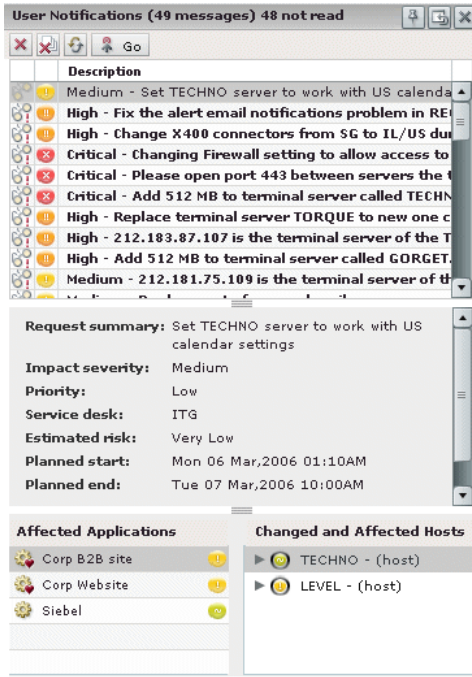 User Notifications (49 messages) 48 not read
Go
Description
Medium - Set TECHNO server to work with US calenda
High - Fix the alert email notifications problem in RE
High - Change X400 connectors from SG to IL/US du
Critical - Changing Firewall setting to allow access to
Critical - Please open port 443 between servers the t
Critical - Add 512 MB to terminal server called TECHN
High - Replace terminal server TORQUE to new one c
High - 212.183.87.107 is the terminal server of the T
High - Add 512 MB to terminal server called GORGET.
Medium - 212.181.75.109 is the terminal server of th
Request summary: Set TECHNO server to work with US
calendar settings
Impact severity: Medium
Priority: Low
Service desk: ITG
Estimated risk: Very Low
Planned start: Mon 06 Mar,2006 01:10AM
Planned end: Tue 07 Mar,2006 10:00AM
Affected Applications
Corp B2B site
Corp Website
Siebel
Changed and Affected Hosts
TECHNO - (host)
LEVEL - (host)